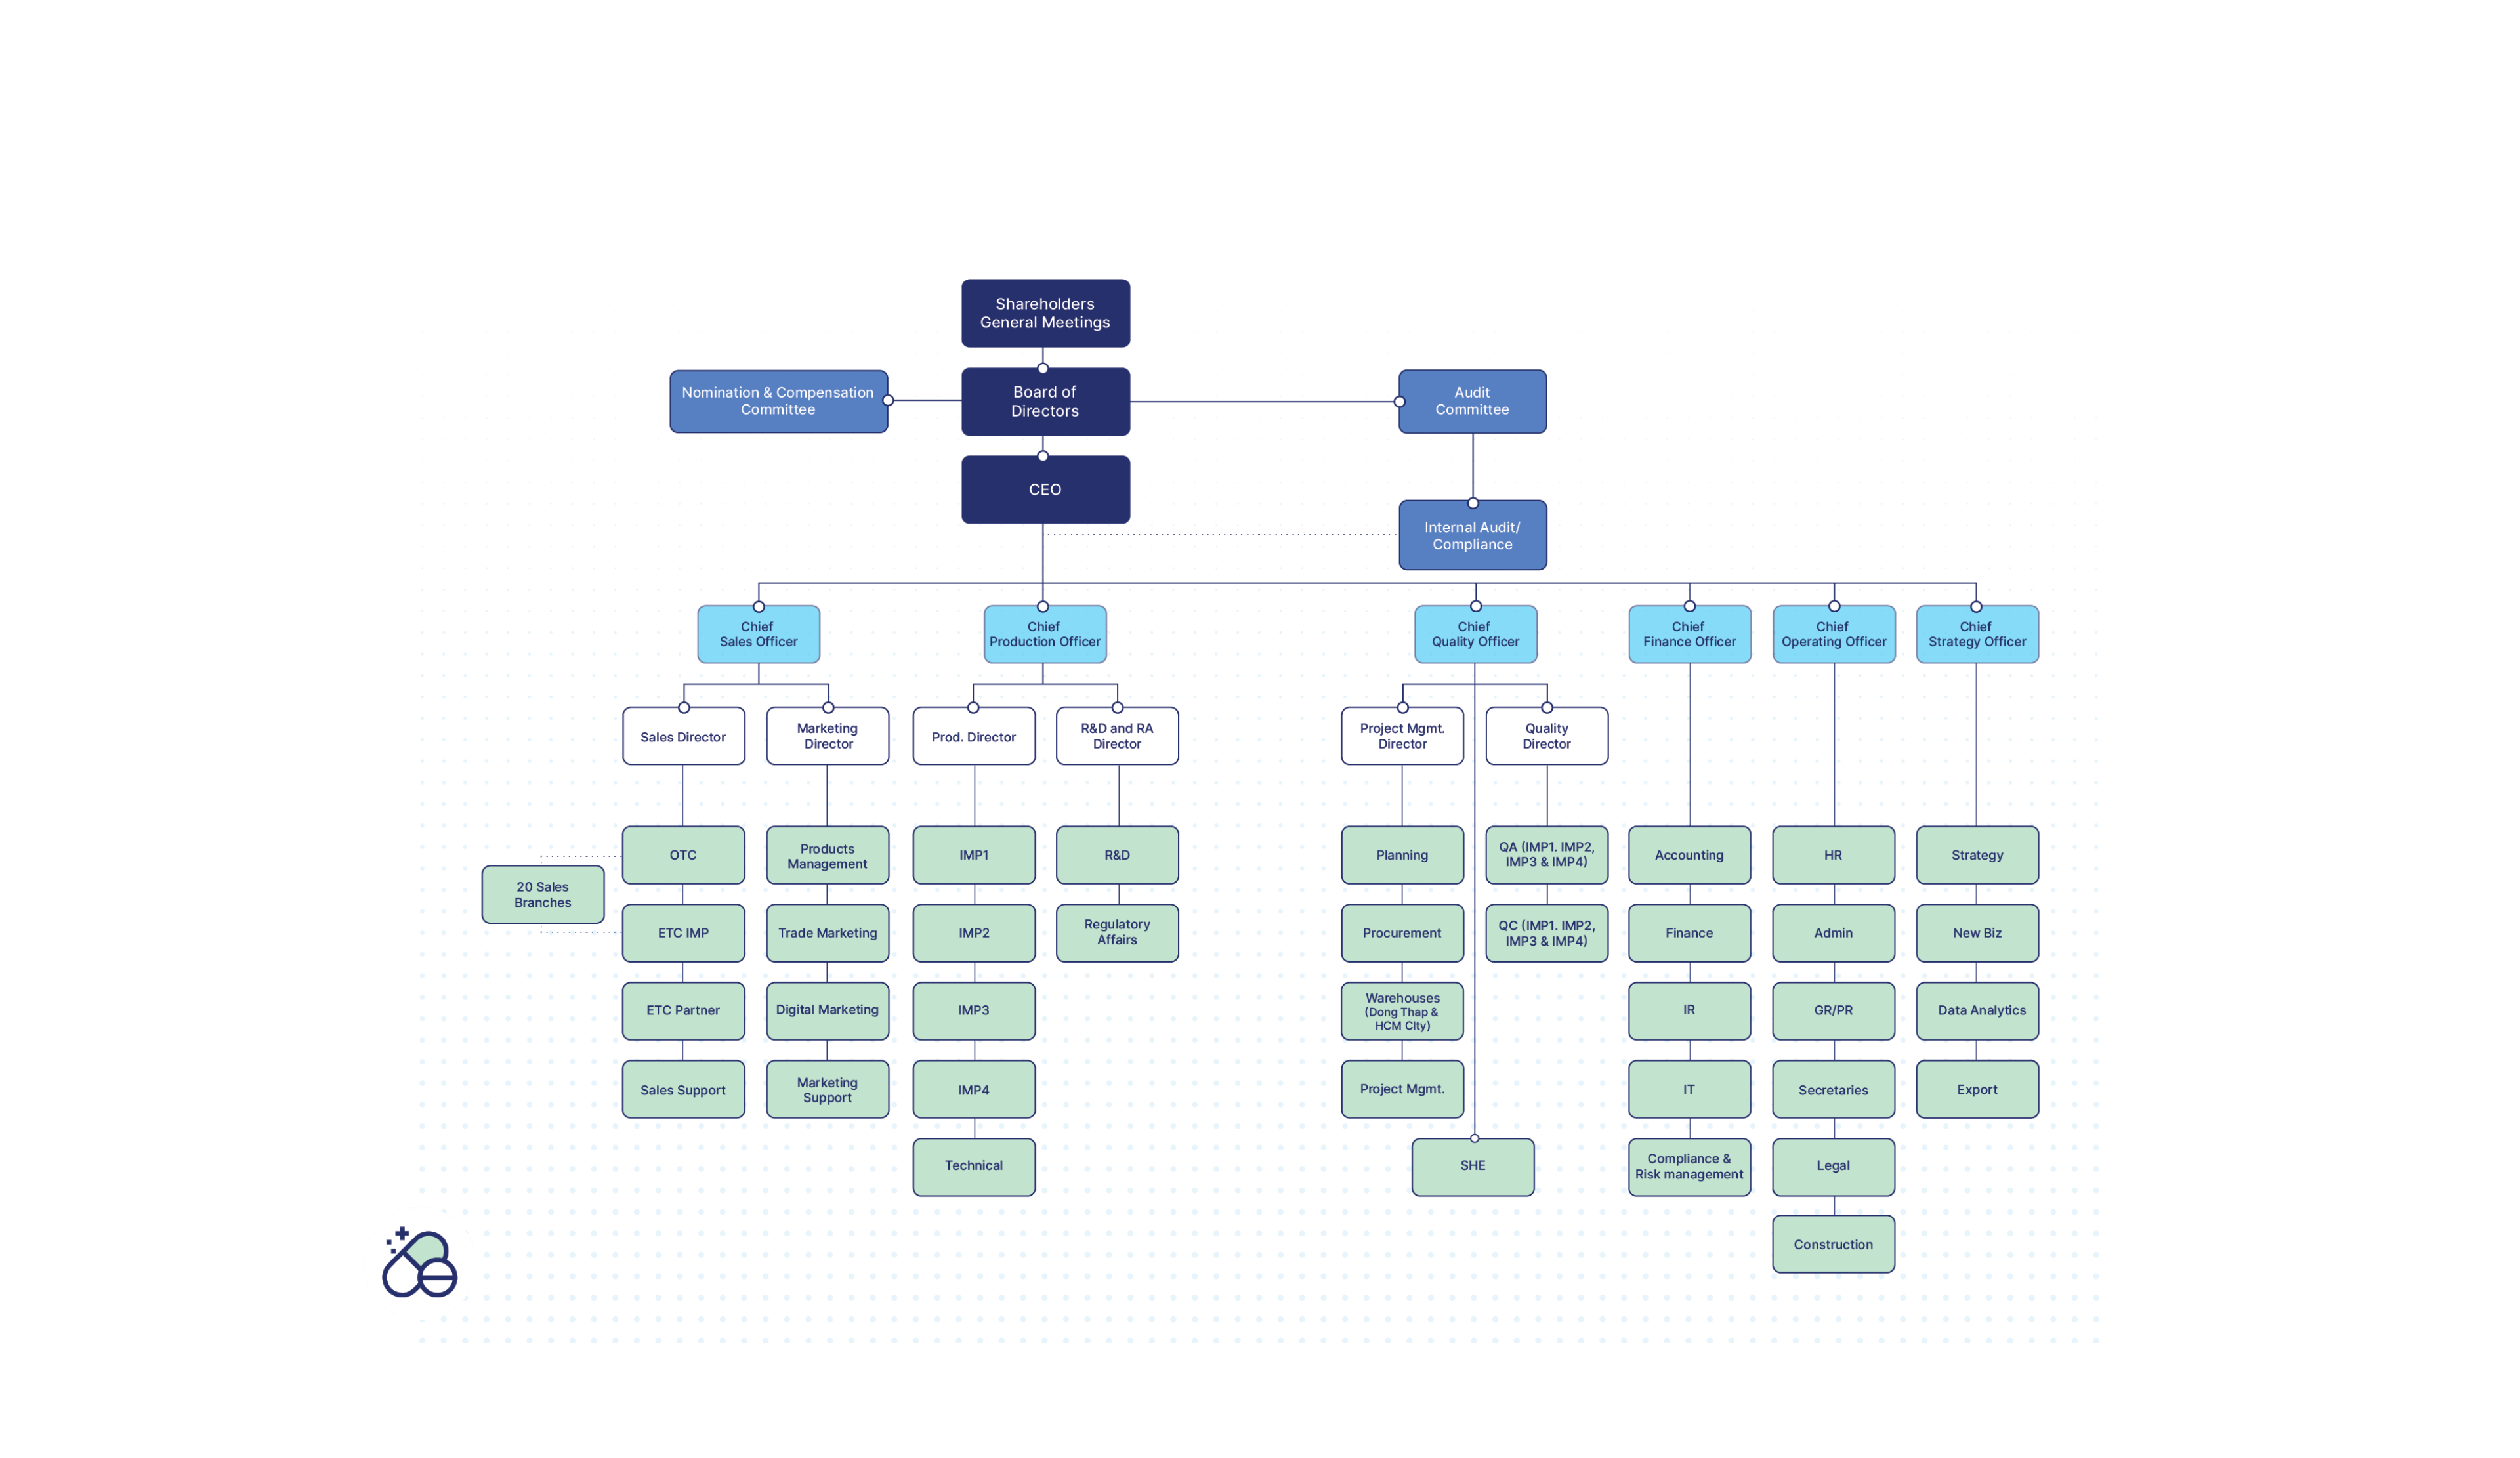 Shareholders
General Meetings
Nomination & Compensation
Committee
Board of
Directors
Audit
Committee
CEO
Internal Audit/
Compliance
Chief
Sales Officer
Chief
Production Officer
Chief
Quality Officer
Chief
Finance Officer
Chief
Operating Officer
Chief
Strategy Officer
Sales Director
Marketing
Director
Prod. Director
R&D and RA
Director
Project Mgmt.
Director
Quality
Director
20 Sales
Branches
OTC
ETC IMP
ETC Partner
Sales Support
Products
Management
Trade Marketing
Digital Marketing
Marketing
Support
IMP1
IMP2
IMP3
IMP4
Technical
R&D
Regulatory
Affairs
Planning
Procurement
Warehouses
(Dong Thap &
HCM CIty)
Project Mgmt.
QA (IMP1. IMP2,
IMP3 & IMP4)
QC (IMP1. IMP2,
IMP3 & IMP4)
SHE
Accounting
Finance
IR
IT
Compliance &
Risk management
HR
Admin
GR/PR
Secretaries
Legal
Construction
Strategy
New Biz
Data Analytics
Export